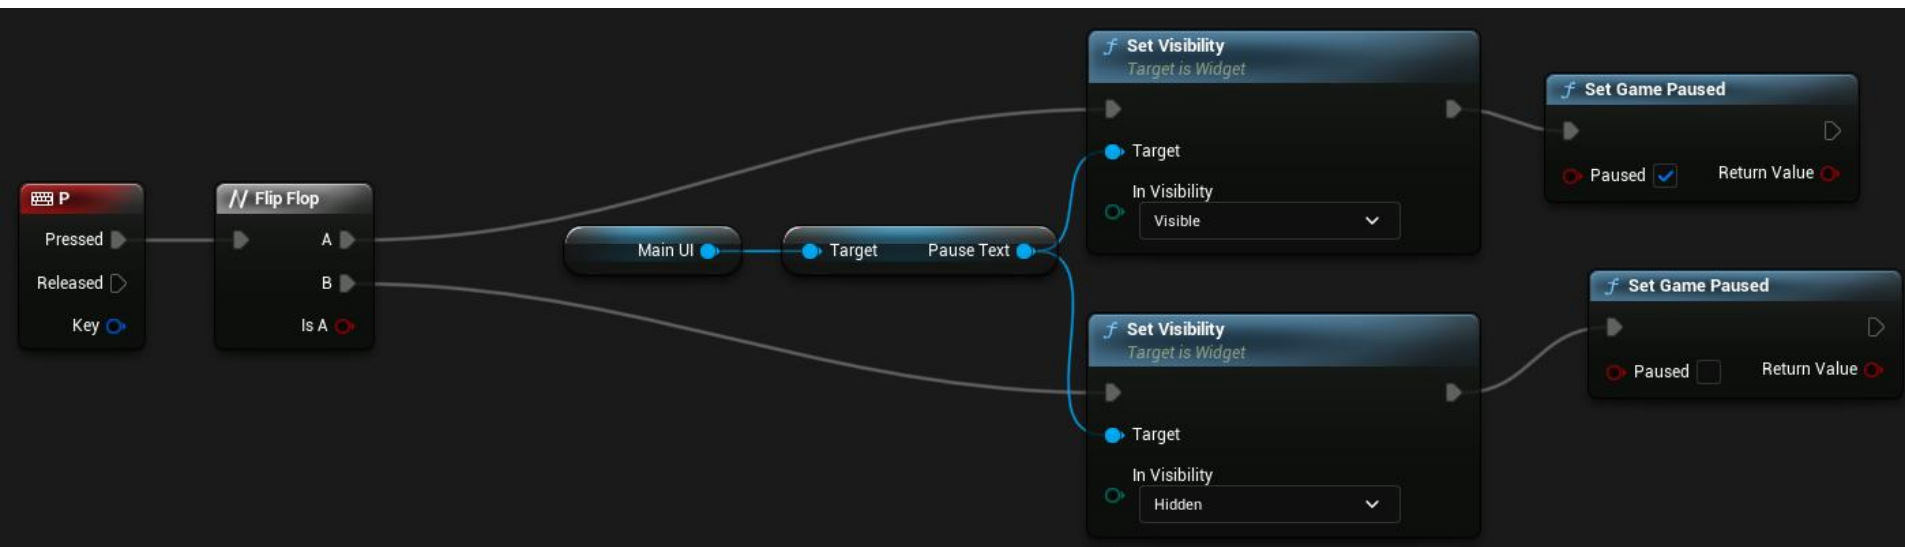 P
Pressed
Released
Key
Flip Flop
A
B
Is A
Main UI
Target
Pause Text
Set Visibility
Target is Widget
Target
In Visibility
Visible
Set Game Paused
Paused
Return Value
Set Visibility
Target is Widget
Target
In Visibility
Hidden
Set Game Paused
Paused
Return Value